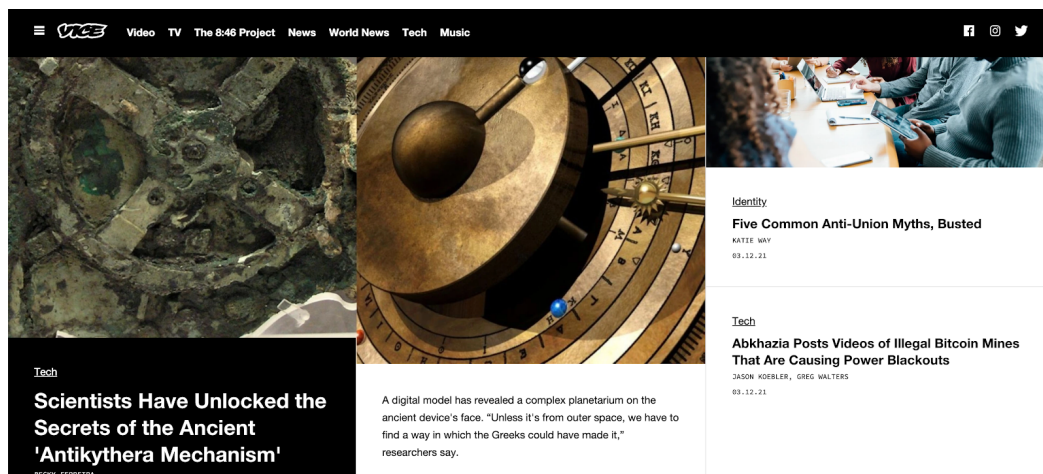 VICE
Video TV The 8:46 Project News World News Tech Music
Tech
Scientists Have Unlocked the
Secrets of the Ancient
'Antikythera Mechanism'
BECKY FERREIRA
A digital model has revealed a complex planetarium on the
ancient device's face. “Unless it's from outer space, we have to
find a way in which the Greeks could have made it,”
researchers say.
Identity
Five Common Anti-Union Myths, Busted
KATIE WAY
03.12.21
Tech
Abkhazia Posts Videos of Illegal Bitcoin Mines
That Are Causing Power Blackouts
JASON KOEBLER, GREG WALTERS
03.12.21